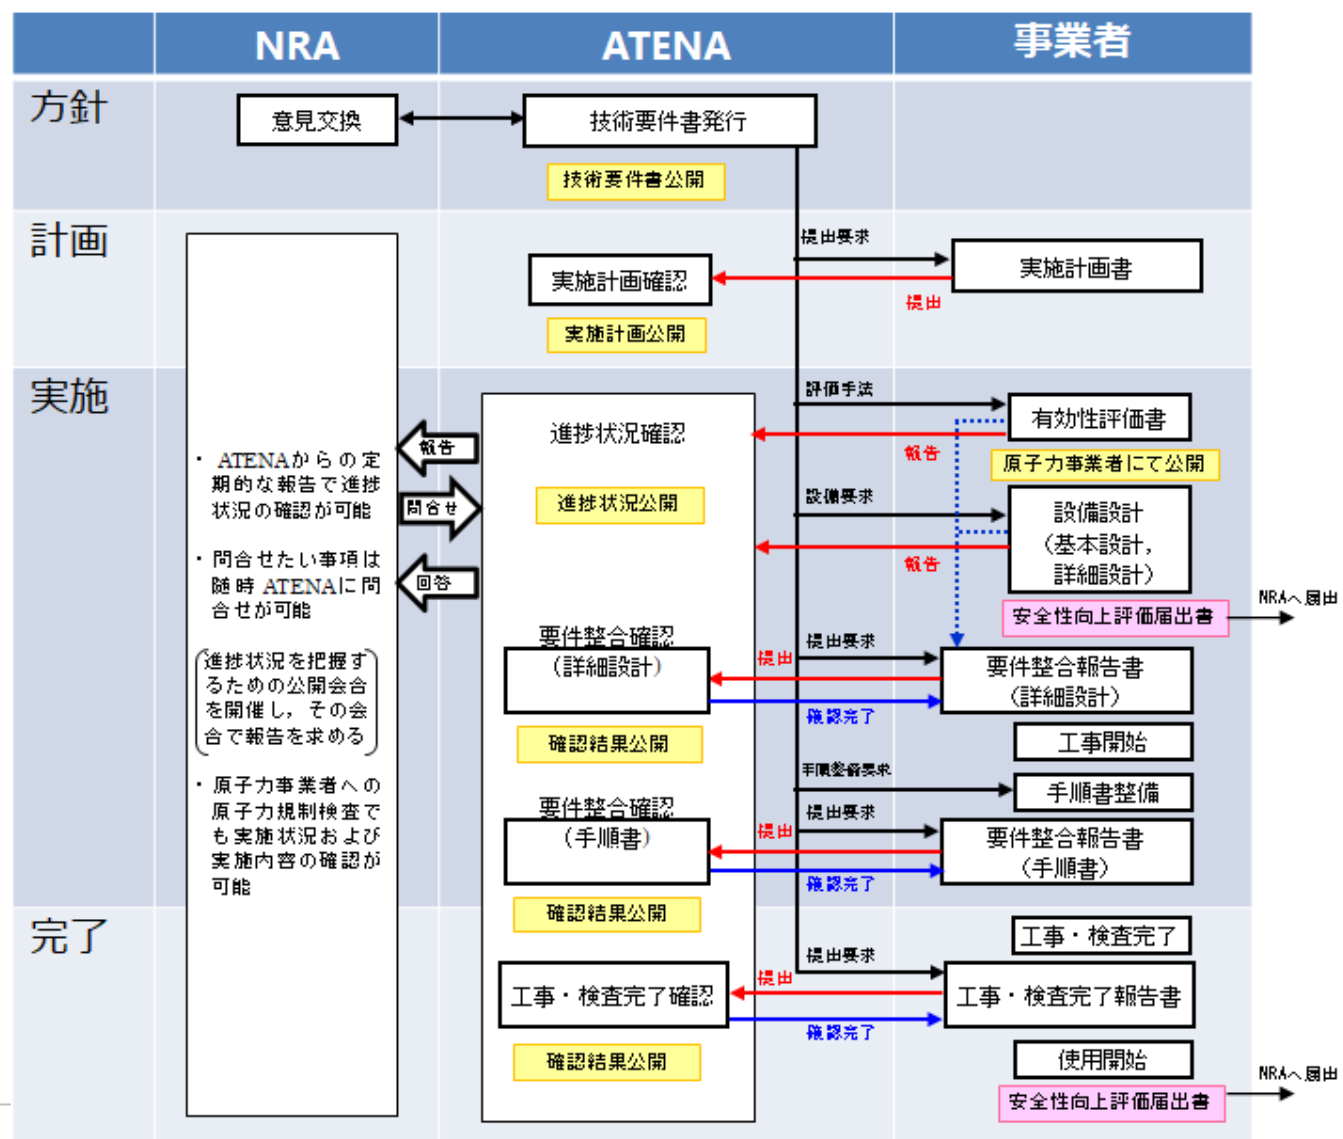 NRA
ATENA
事業者
方針
意見交換
技術要件書発行
技術要件書公開
計画
提出要求
実施計画書
実施計画確認
提出
実施計画公開
実施
評価手法
有効性評価書
進捗状況確認
報告
原子力事業者にて公開
報告
・ ATENAからの定
期的な報告で進捗
状況の確認が可能
問合せ
進捗状況公開
設備要求
設備設計
(基本設計,
詳細設計)
報告
・問合せたい事項は
随時 ATENAに問
合せが可能
回答
安全性向上評価届出書
NRAへ届出
進捗状況を把握す
るための公開会合
を開催し, その会
合で報告を求める
要件整合確認
(詳細設計)
提出要求
提出
要件整合報告書
(詳細設計)
確認完了
確認結果公開
工事開始
・原子力事業者への
原子力規制検査で
も実施状況および
実施内容の確認が
可能
手順整備要求
手順書整備
要件整合確認
(手順書)
提出要求
提出
要件整合報告書
(手順書)
確認完了
確認結果公開
完了
工事・検査完了
提出要求
工事・検査完了確認
提出
工事・検査完了報告書
確認完了
確認結果公開
使用開始
安全性向上評価届出書
NRAへ届出